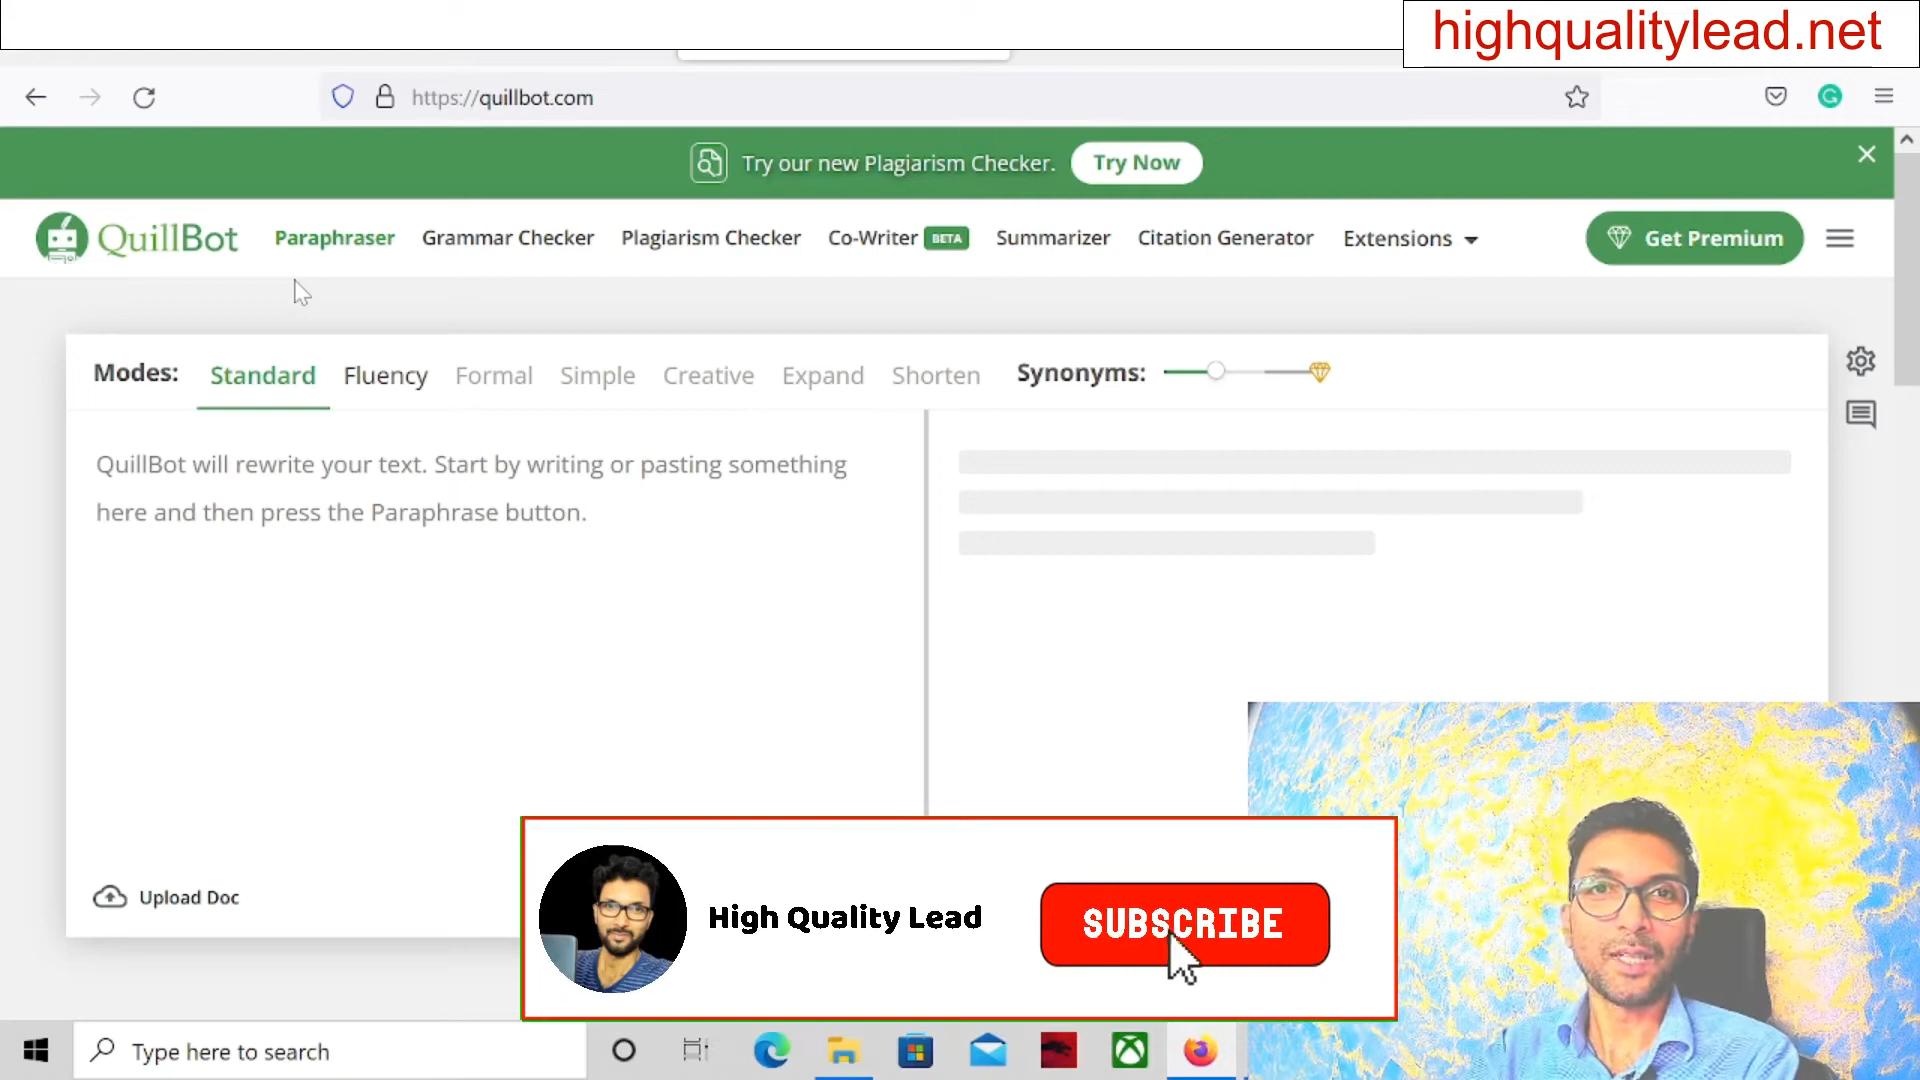 highqualitylead.net
https://quillbot.com
Try our new Plagiarism Checker. Try Now
QuillBot Paraphraser Grammar Checker Plagiarism Checker Co-Writer BETA Summarizer Citation Generator Extensions Get Premium
Modes: Standard Fluency Formal Simple Creative Expand Shorten Synonyms:
QuillBot will rewrite your text. Start by writing or pasting something
here and then press the Paraphrase button.
Upload Doc
High Quality Lead SUBSCRIBE
Type here to search